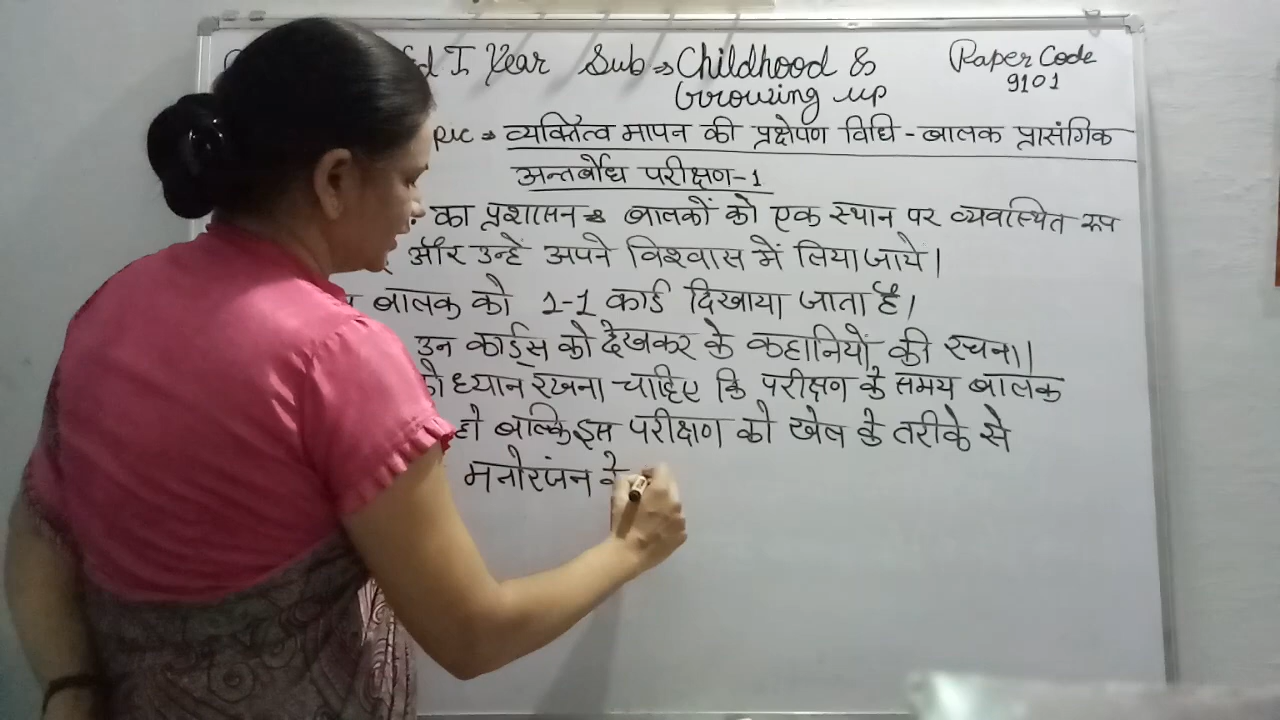 I Year Sub → Childhood & Paper Code
Growing up 9101
व्यक्तित्व मापन की प्रक्षेपण विधि - बालक प्रासंगिक
अन्तर्बोध परीक्षण-1
का प्रशासन बालकों को एक स्थान पर व्यवस्थित रूप
और उन्हें अपने विश्वास में लिया जाये।
बालक को 1-1 कार्ड दिखाया जाता है।
उन कार्ड्स को देखकर के कहानियों की रचना।
ध्यान रखना चाहिए कि परीक्षण के समय बालक
हो बल्कि इस परीक्षण को खेल के तरीके से
मनोरंजन